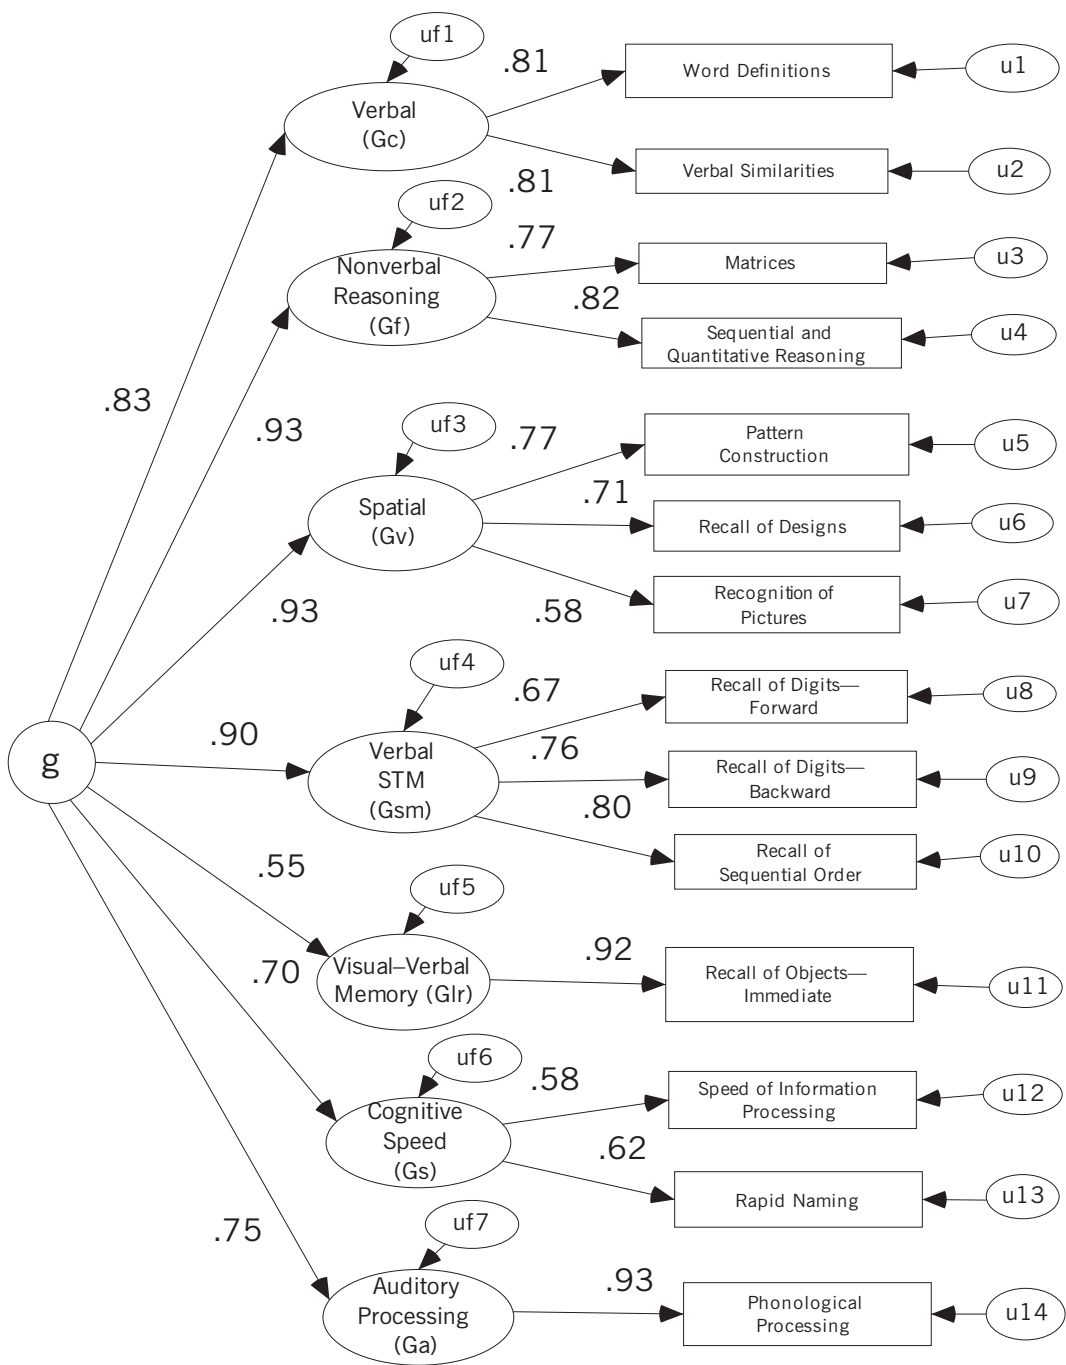 uf1
.81
Word Definitions
u1
Verbal
(Gc)
Verbal Similarities
u2
.81
uf2
.77
Matrices
u3
Nonverbal
Reasoning
(Gf)
.82
Sequential and
Quantitative Reasoning
u4
.83
.93
uf3
.77
Pattern
Construction
u5
Spatial
(Gv)
.71
Recall of Designs
u6
.93
.58
Recognition of
Pictures
u7
uf4
.67
Recall of Digits—
Forward
u8
g
.90
Verbal
STM
(Gsm)
.76
Recall of Digits—
Backward
u9
.80
Recall of
Sequential Order
u10
.55
uf5
.92
Recall of Objects—
Immediate
u11
Visual–Verbal
Memory (Glr)
.70
uf6
.58
Speed of Information
Processing
u12
Cognitive
Speed
(Gs)
.62
Rapid Naming
u13
.75
uf7
Auditory
Processing
(Ga)
.93
Phonological
Processing
u14